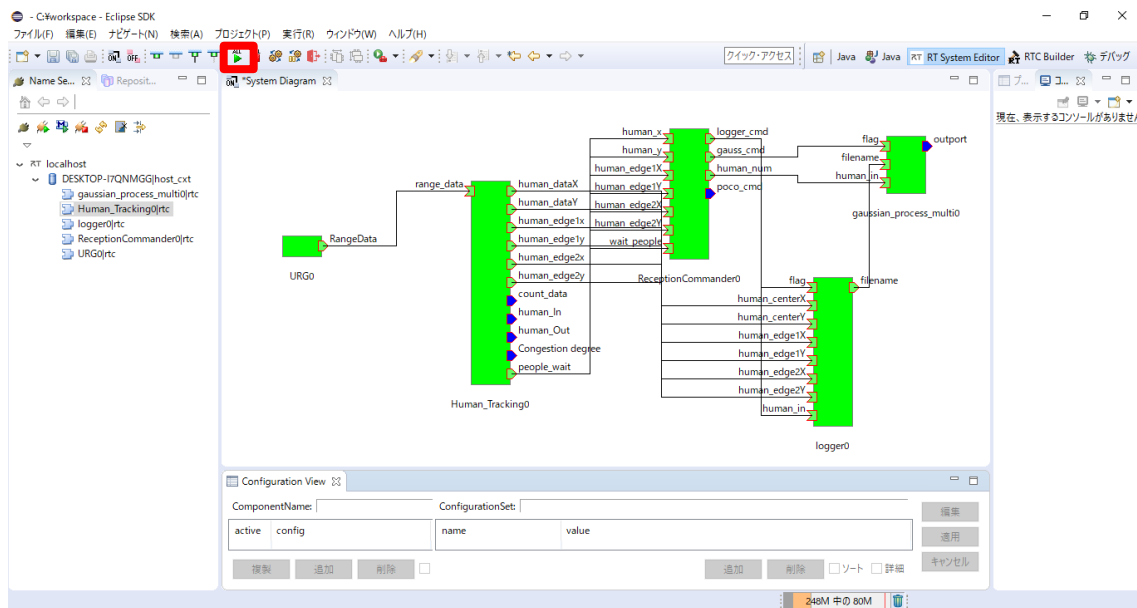 - C:¥workspace - Eclipse SDK
ファイル(F) 編集(E) ナビゲート(N) 検索(A) プロジェクト(P) 実行(R) ウィンドウ(W) ヘルプ(H)
ON OFF ALL クイック・アクセス Java Java RT RT System Editor RTC Builder デバッグ
Name Se... Reposit...
*System Diagram
プ... コ...
現在、表示するコンソールがありませ
RT localhost
DESKTOP-I7QNMGG|host_cxt
gaussian_process_multi0|rtc
Human_Tracking0|rtc
logger0|rtc
ReceptionCommander0|rtc
URG0|rtc
RangeData
URG0
range_data
human_dataX
human_dataY
human_edge1x
human_edge1y
human_edge2x
human_edge2y
count_data
human_In
human_Out
Congestion degree
people_wait
Human_Tracking0
human_x
human_y
human_edge1X
human_edge1Y
human_edge2X
human_edge2Y
wait_people
logger_cmd
gauss_cmd
human_num
poco_cmd
ReceptionCommander0
flag
filename
human_in
outport
gaussian_process_multi0
flag
human_centerX
human_centerY
human_edge1X
human_edge1Y
human_edge2X
human_edge2Y
human_in
filename
logger0
Configuration View
ComponentName: ConfigurationSet: 編集
active config name value
適用
複製 追加 削除 追加 削除 ソート 詳細 キャンセル
248M 中の 80M